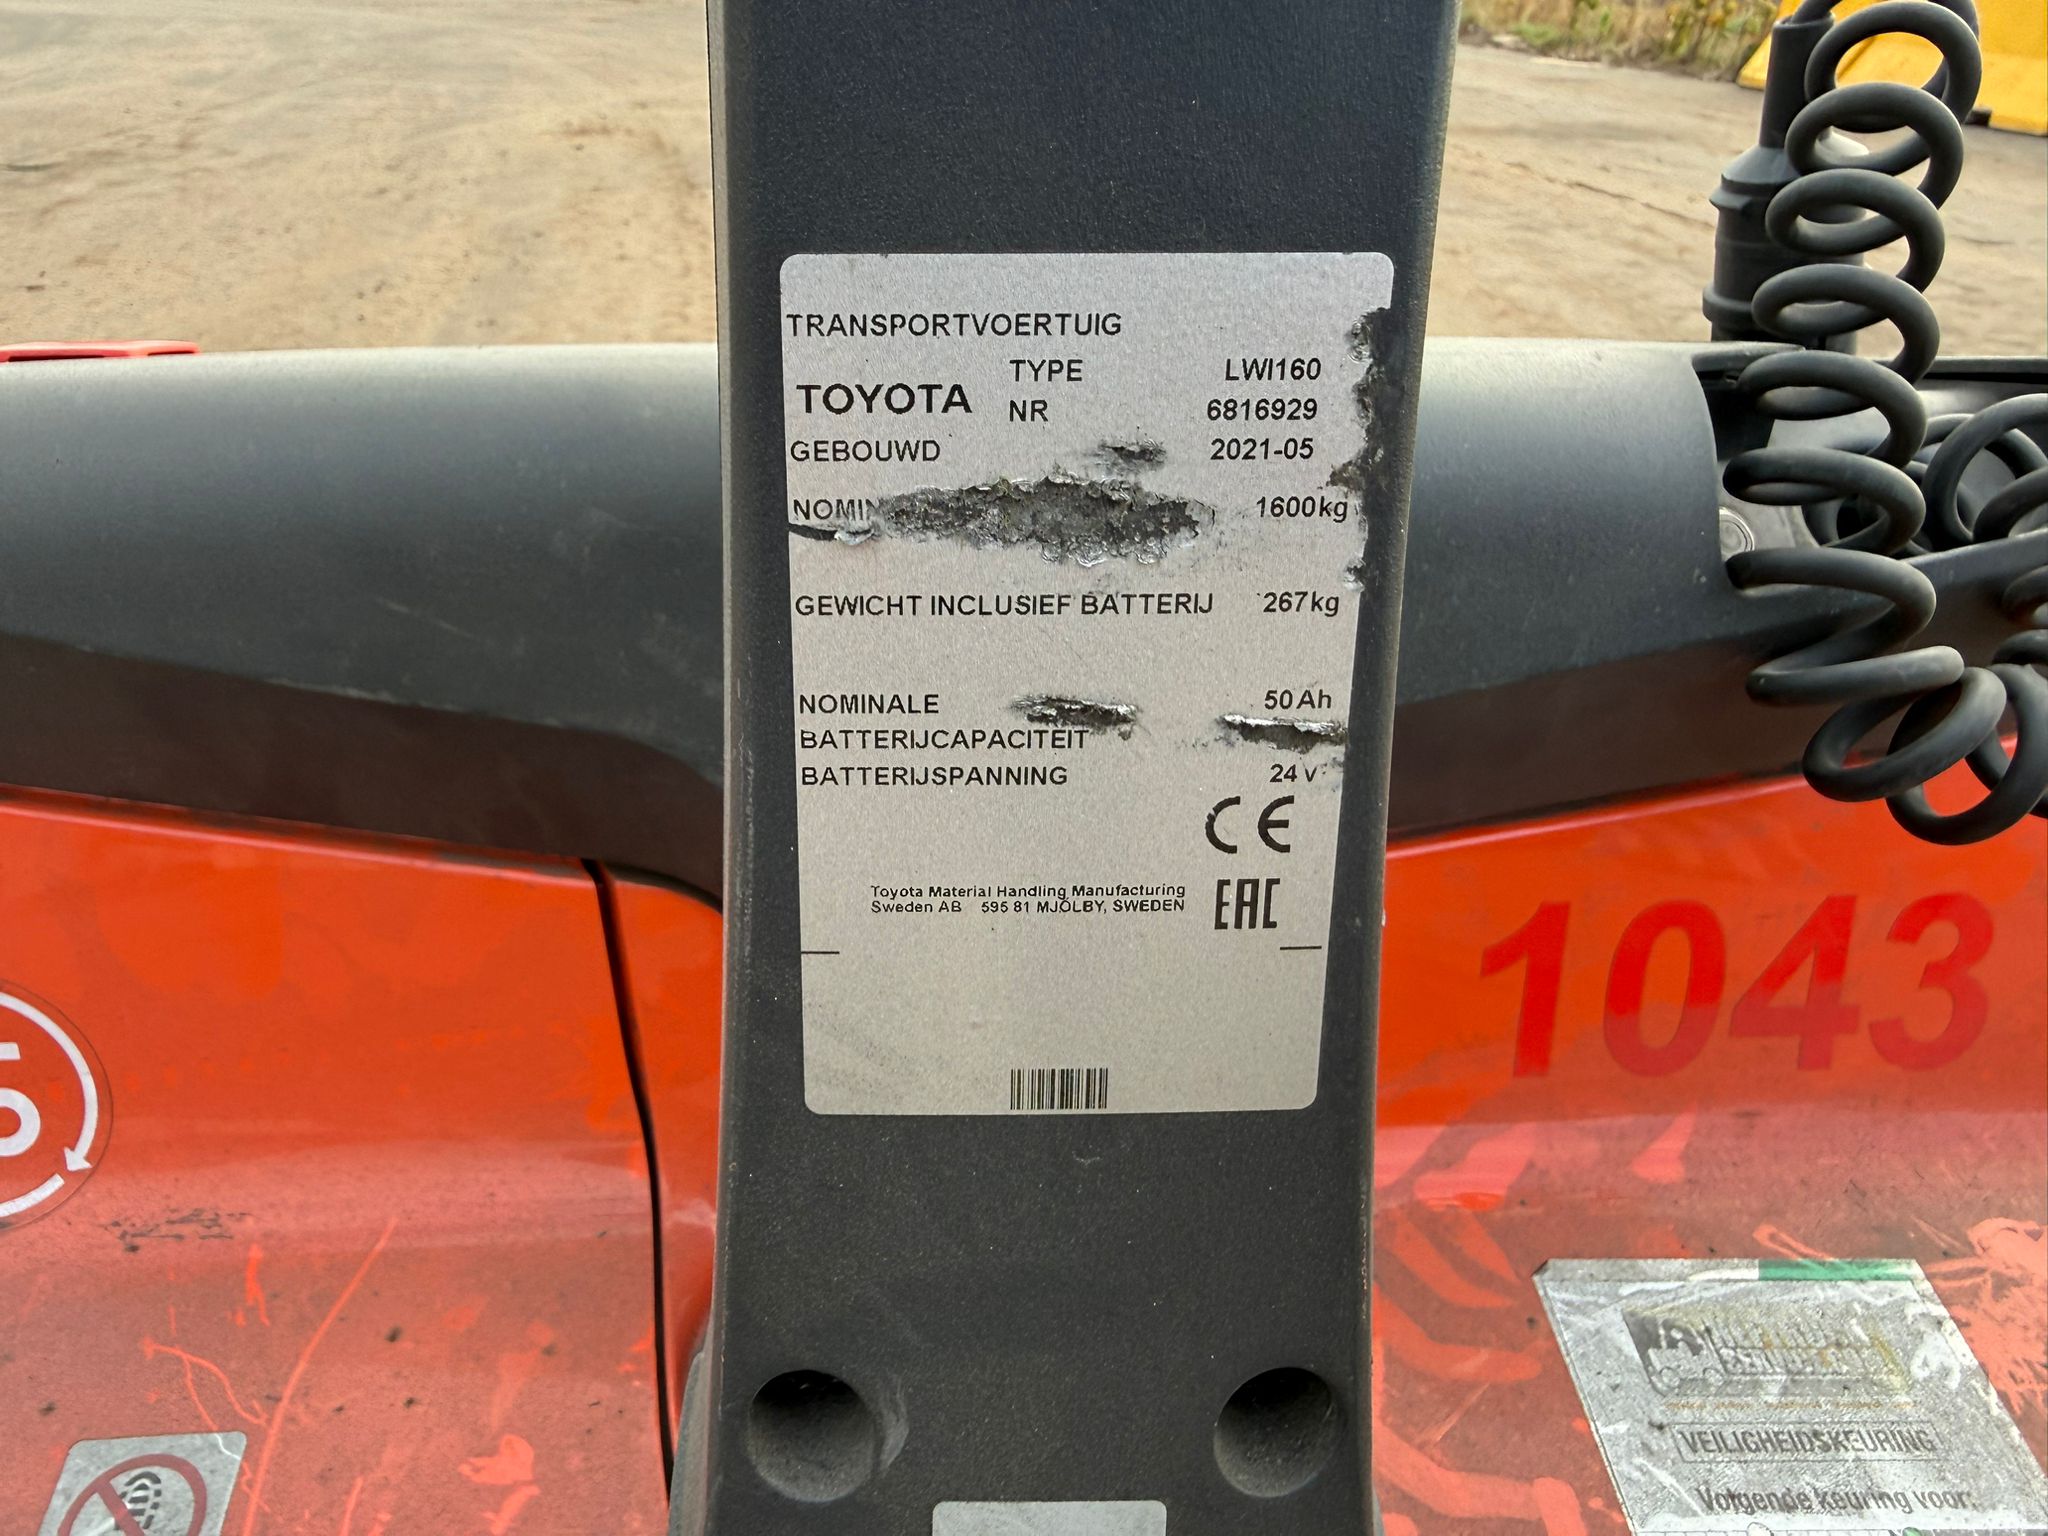 TRANSPORTVOERTUIG
TYPE LWI160
TOYOTA
NR 6816929
GEBOUWD 2021-05
1600kg
GEWICHT INCLUSIEF BATTERIJ 267kg
NOMINALE 50Ah
BATTERIJCAPACITEIT
BATTERIJSPANNING 24V
CE
Toyota Material Handling Manufacturing
Sweden AB 595 81 MJÖLBY, SWEDEN
EAC
1043
5
VEILIGHEIDSKEURING
Volgende keuring voor: